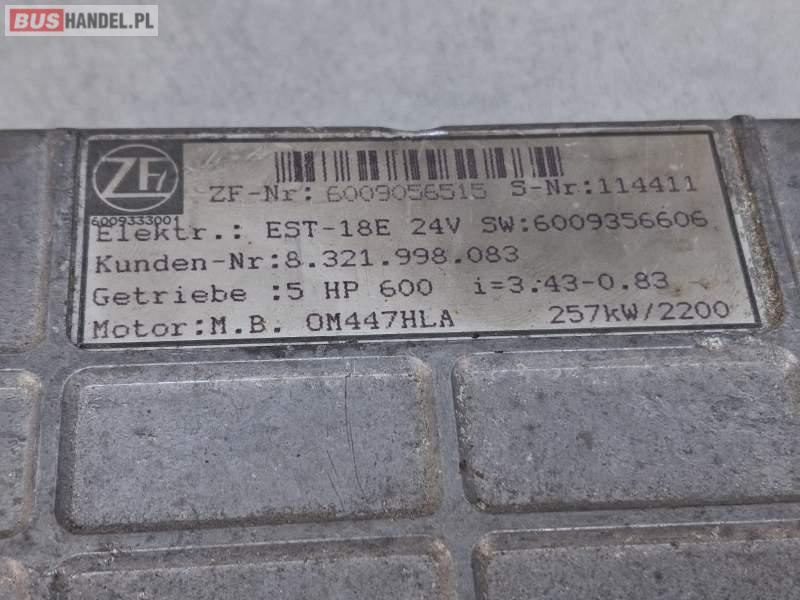 BUSHANDEL.PL
ZF
ZF-Nr: 6009056515 S-Nr:114411
6009333001
Elektr.: EST-18E 24V SW:6009356606
Kunden-Nr:8.321.998.083
Getriebe :5 HP 600 i=3.43-0.83
Motor:M.B. OM447HLA 257kW/2200